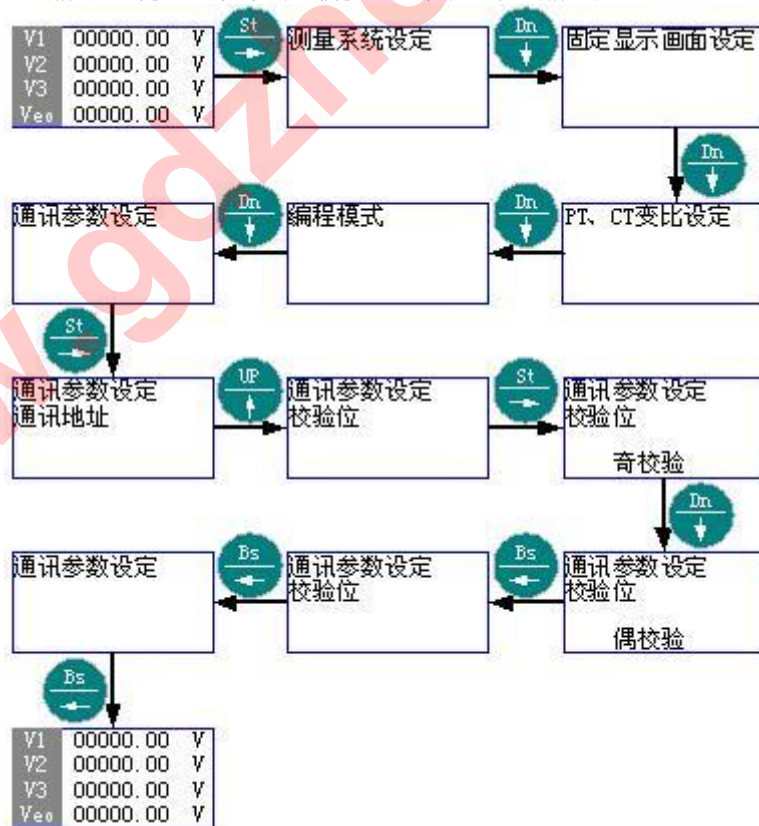 V1 00000.00 V
V2 00000.00 V
V3 00000.00 V
Veo 00000.00 V
St
测量系统设定
Dn
固定显示画面设定
Dn
PT、CT变比设定
Dn
编程模式
Dn
通讯参数设定
St
通讯参数设定
通讯地址
UP
通讯参数设定
校验位
St
通讯参数设定
校验位
奇校验
Dn
通讯参数设定
校验位
偶校验
Bs
通讯参数设定
校验位
Bs
通讯参数设定
Bs
V1 00000.00 V
V2 00000.00 V
V3 00000.00 V
Veo 00000.00 V